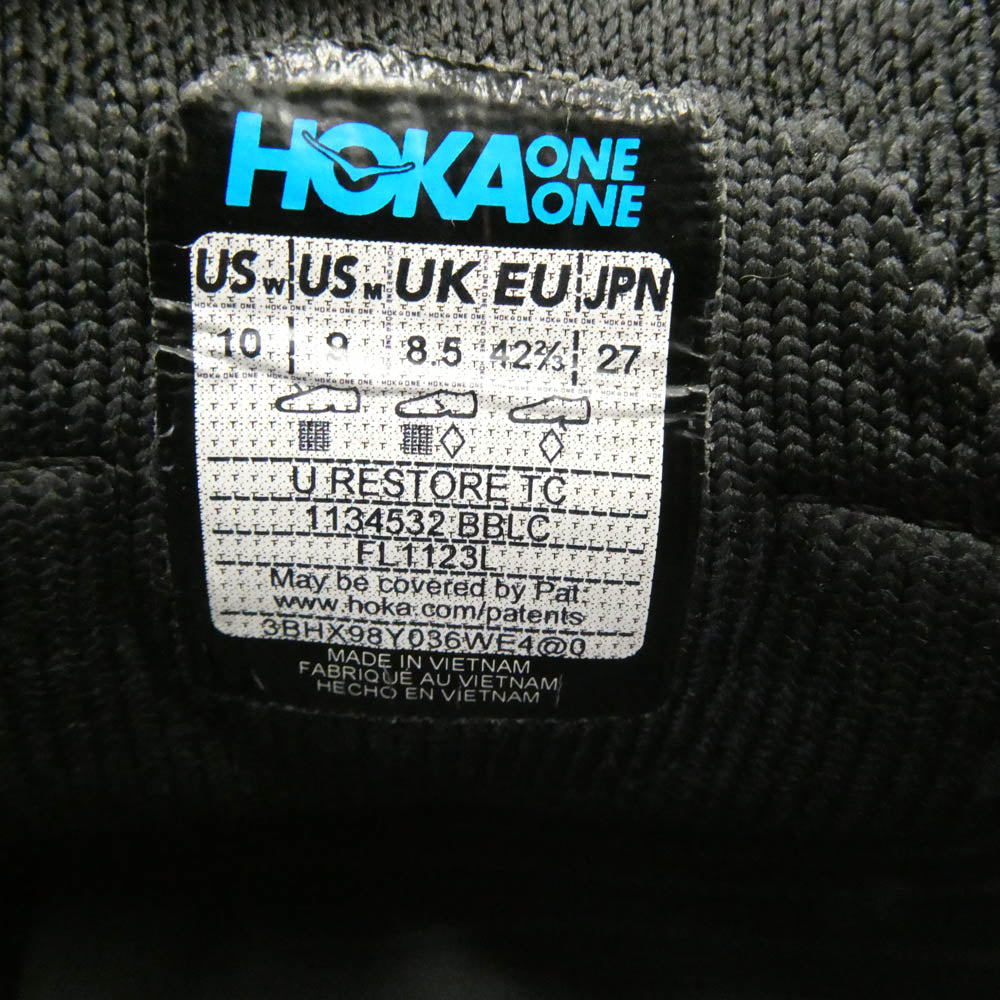 HOKA ONE ONE
US W US M UK EU JPN
10 9 8.5 42⅔ 27
U RESTORE TC
1134532 BBLC
FL1123L
May be covered by Pat.
www.hoka.com/patents
3BHX98Y036WE4@0
MADE IN VIETNAM
FABRIQUÉ AU VIETNAM
HECHO EN VIETNAM